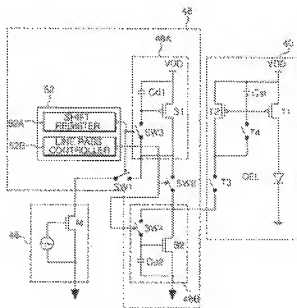 48
48A
40
VDD
VDD
52
Cd1
S1
Cgt
T2
T1
52A
SHIFT
REGISTER
SW3
T4
52B
LINE PASS
CONTROLLER
SW1
SW2
T3
OEL
M
SW4
S2
46
Cd2
48B